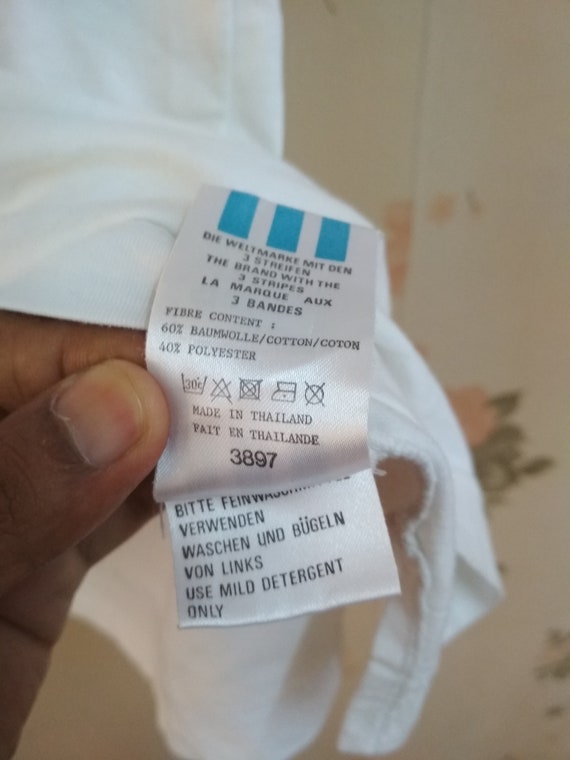 DIE WELTMARKE MIT DEN
3 STREIFEN
THE BRAND WITH THE
3 STRIPES
LA MARQUE AUX
3 BANDES
FIBRE CONTENT :
60% BAUMWOLLE/COTTON/COTON
40% POLYESTER
30°C
MADE IN THAILAND
FAIT EN THAILANDE
3897
BITTE
VERWENDEN
WASCHEN UND BÜGELN
VON LINKS
USE MILD DETERGENT
ONLY